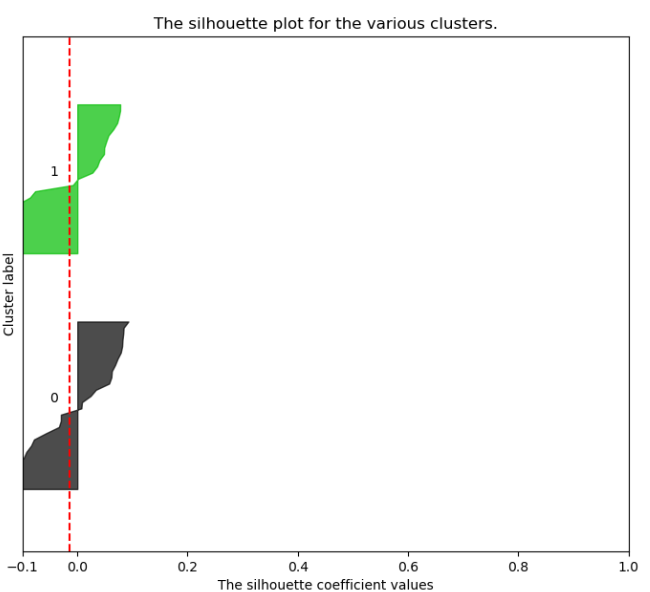 The silhouette plot for the various clusters.
1
Cluster label
0
−0.1 0.0 0.2 0.4 0.6 0.8 1.0
The silhouette coefficient values